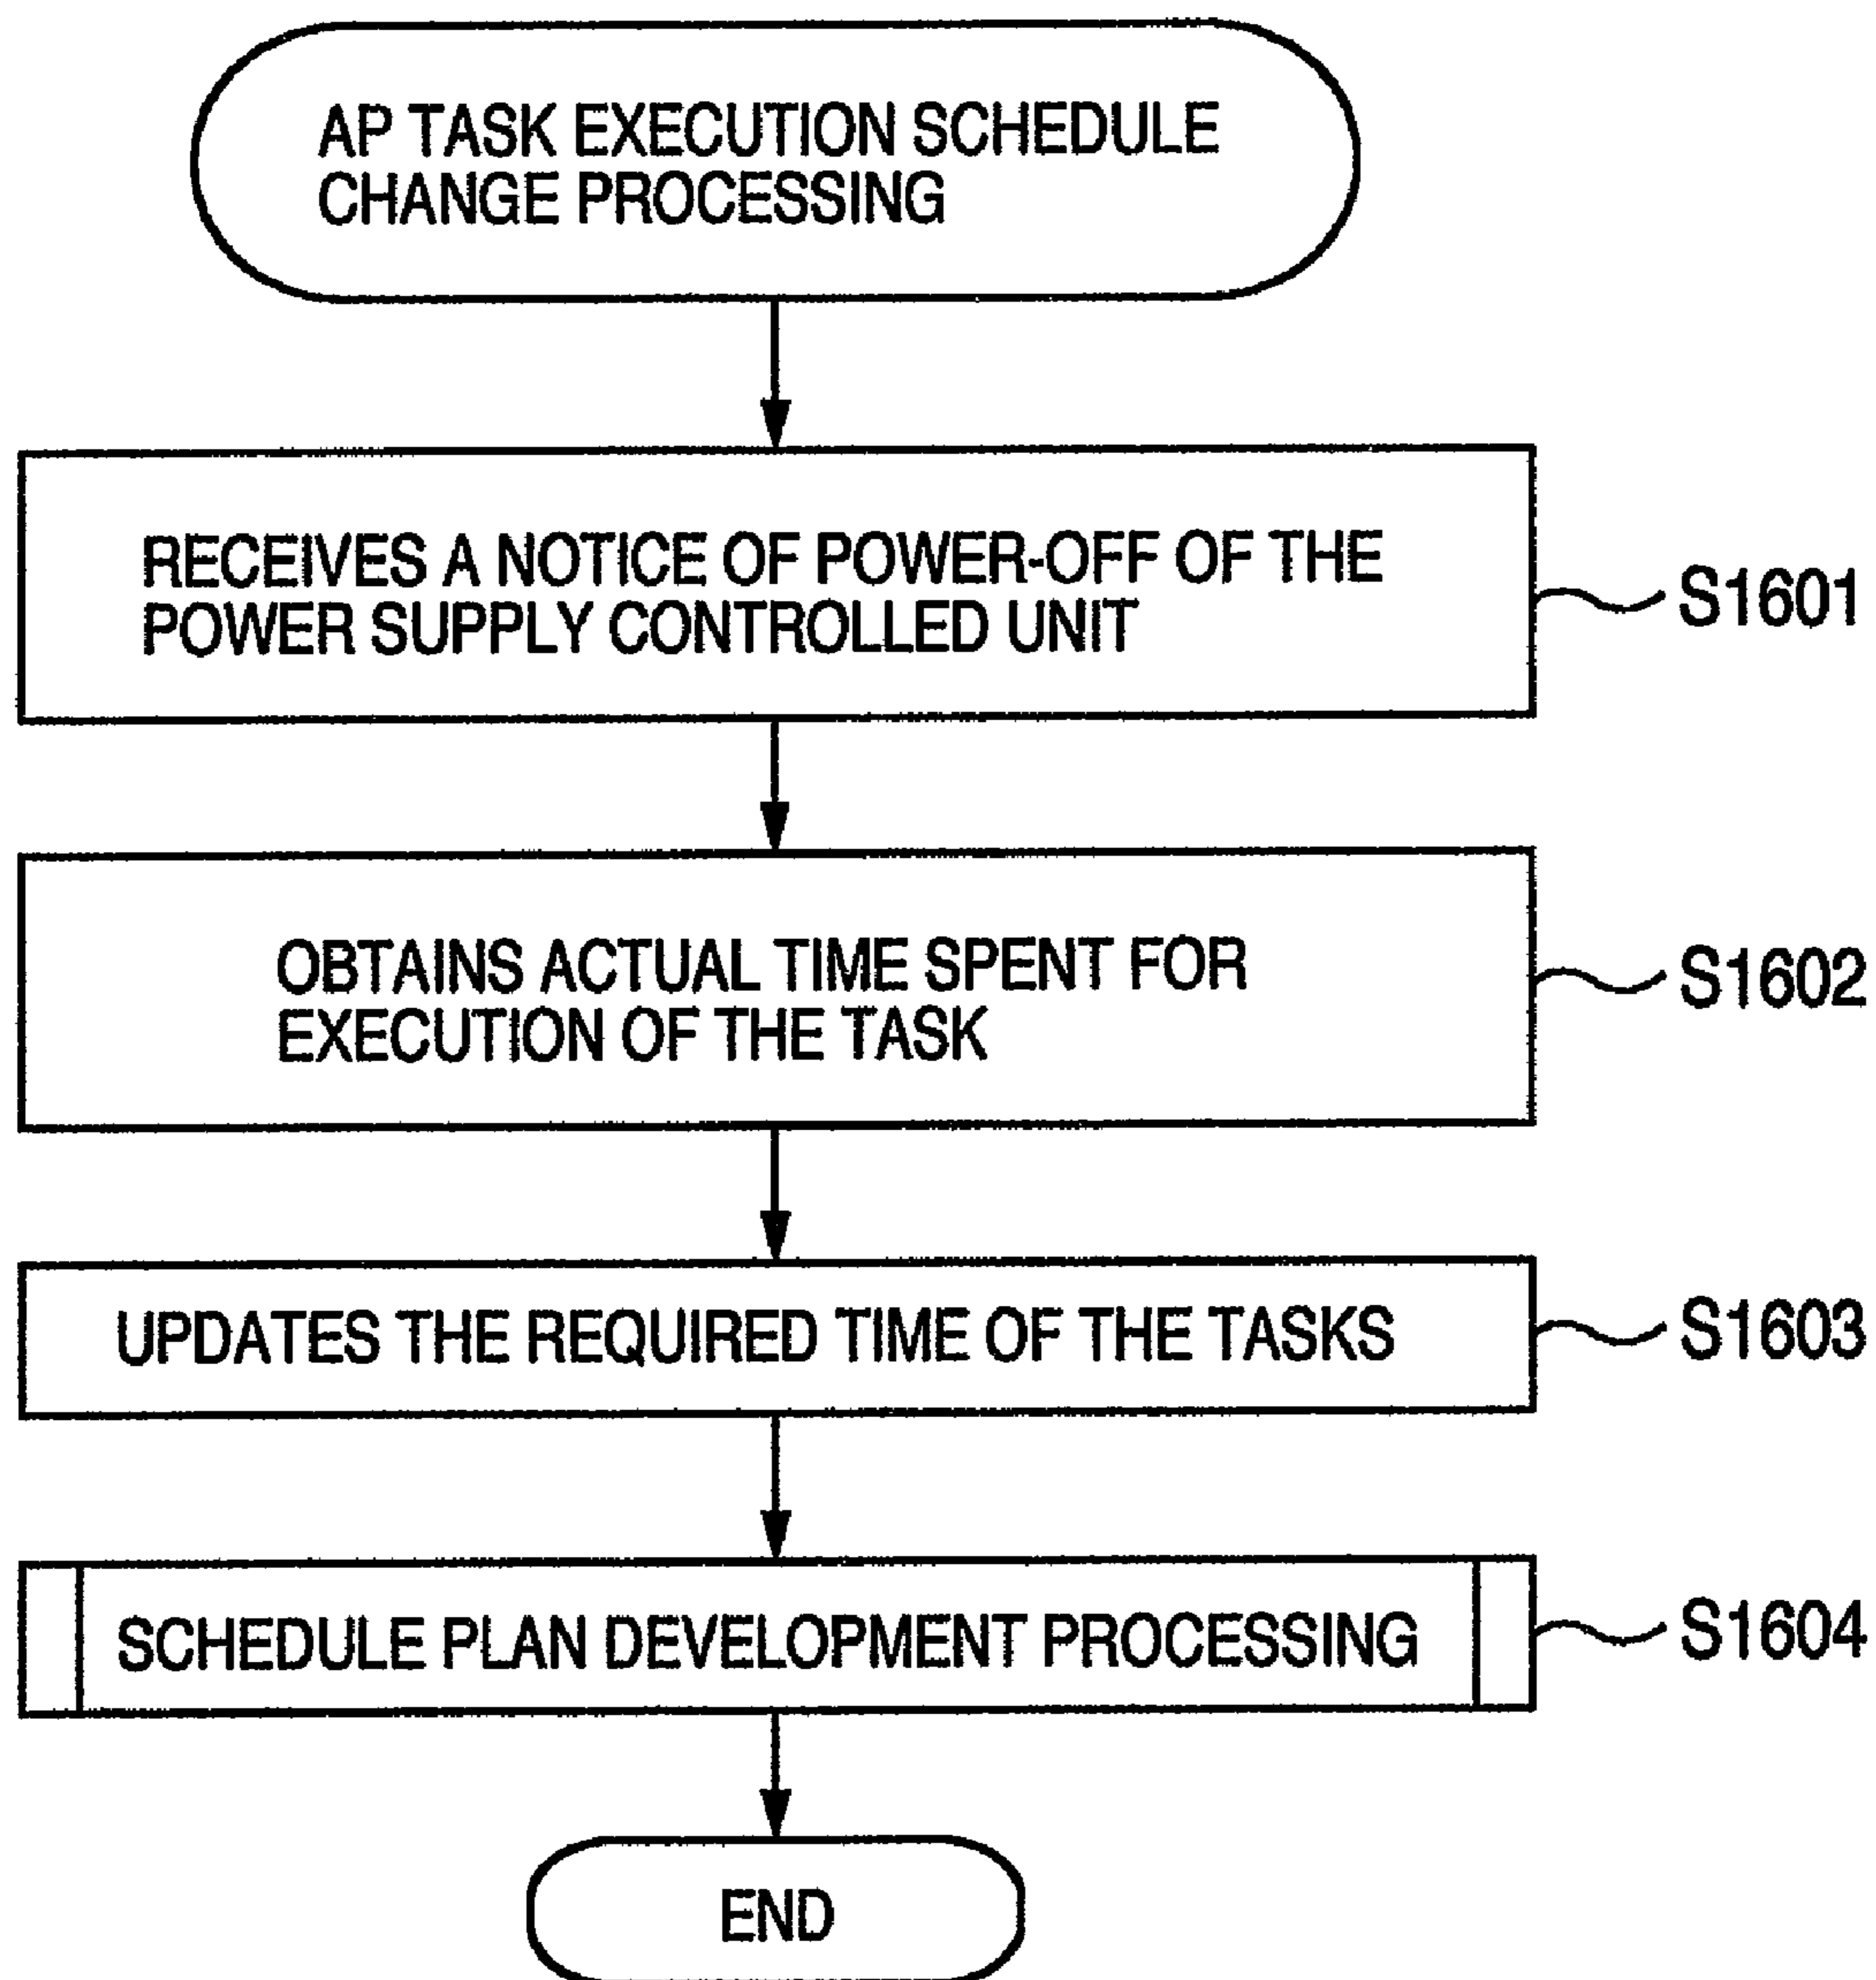 AP TASK EXECUTION SCHEDULE
CHANGE PROCESSING
RECEIVES A NOTICE OF POWER-OFF OF THE
POWER SUPPLY CONTROLLED UNIT
S1601
OBTAINS ACTUAL TIME SPENT FOR
EXECUTION OF THE TASK
S1602
UPDATES THE REQUIRED TIME OF THE TASKS
S1603
SCHEDULE PLAN DEVELOPMENT PROCESSING
S1604
END